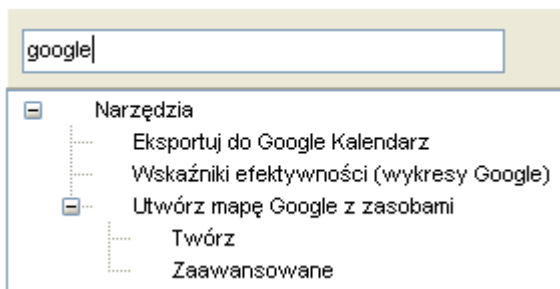 google
Narzędzia
Eksportuj do Google Kalendarz
Wskaźniki efektywności (wykresy Google)
Utwórz mapę Google z zasobami
Twórz
Zaawansowane